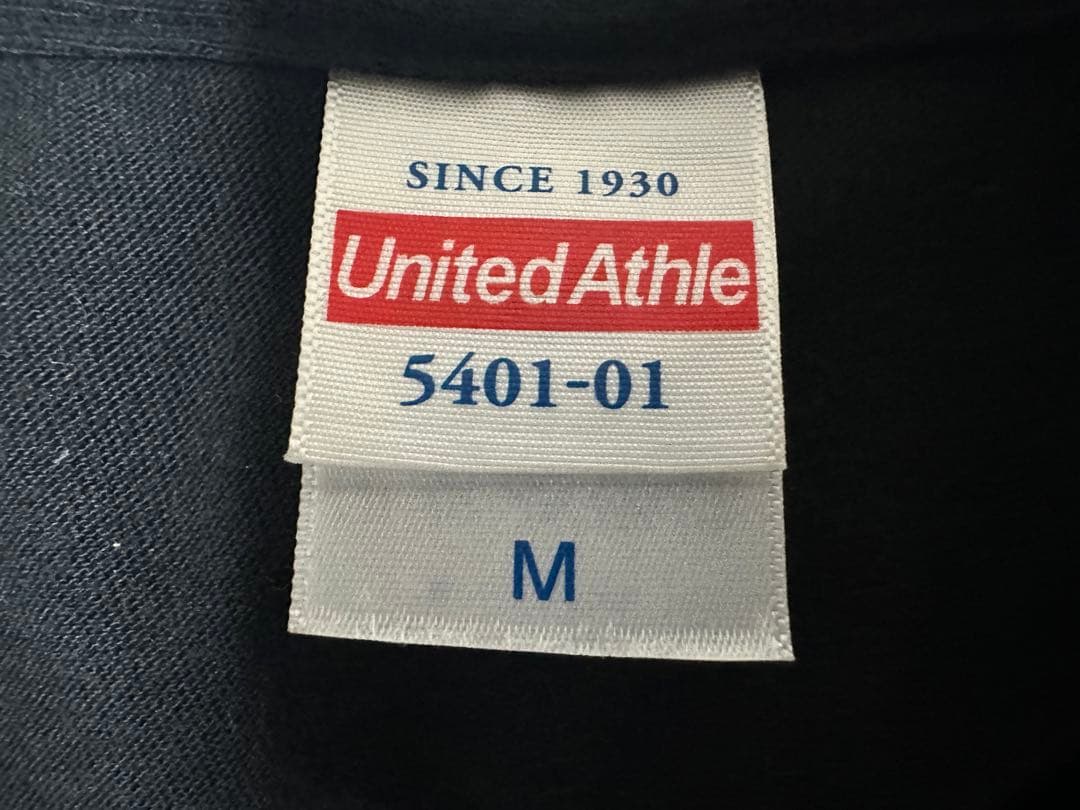 SINCE 1930
United Athle
5401-01
M